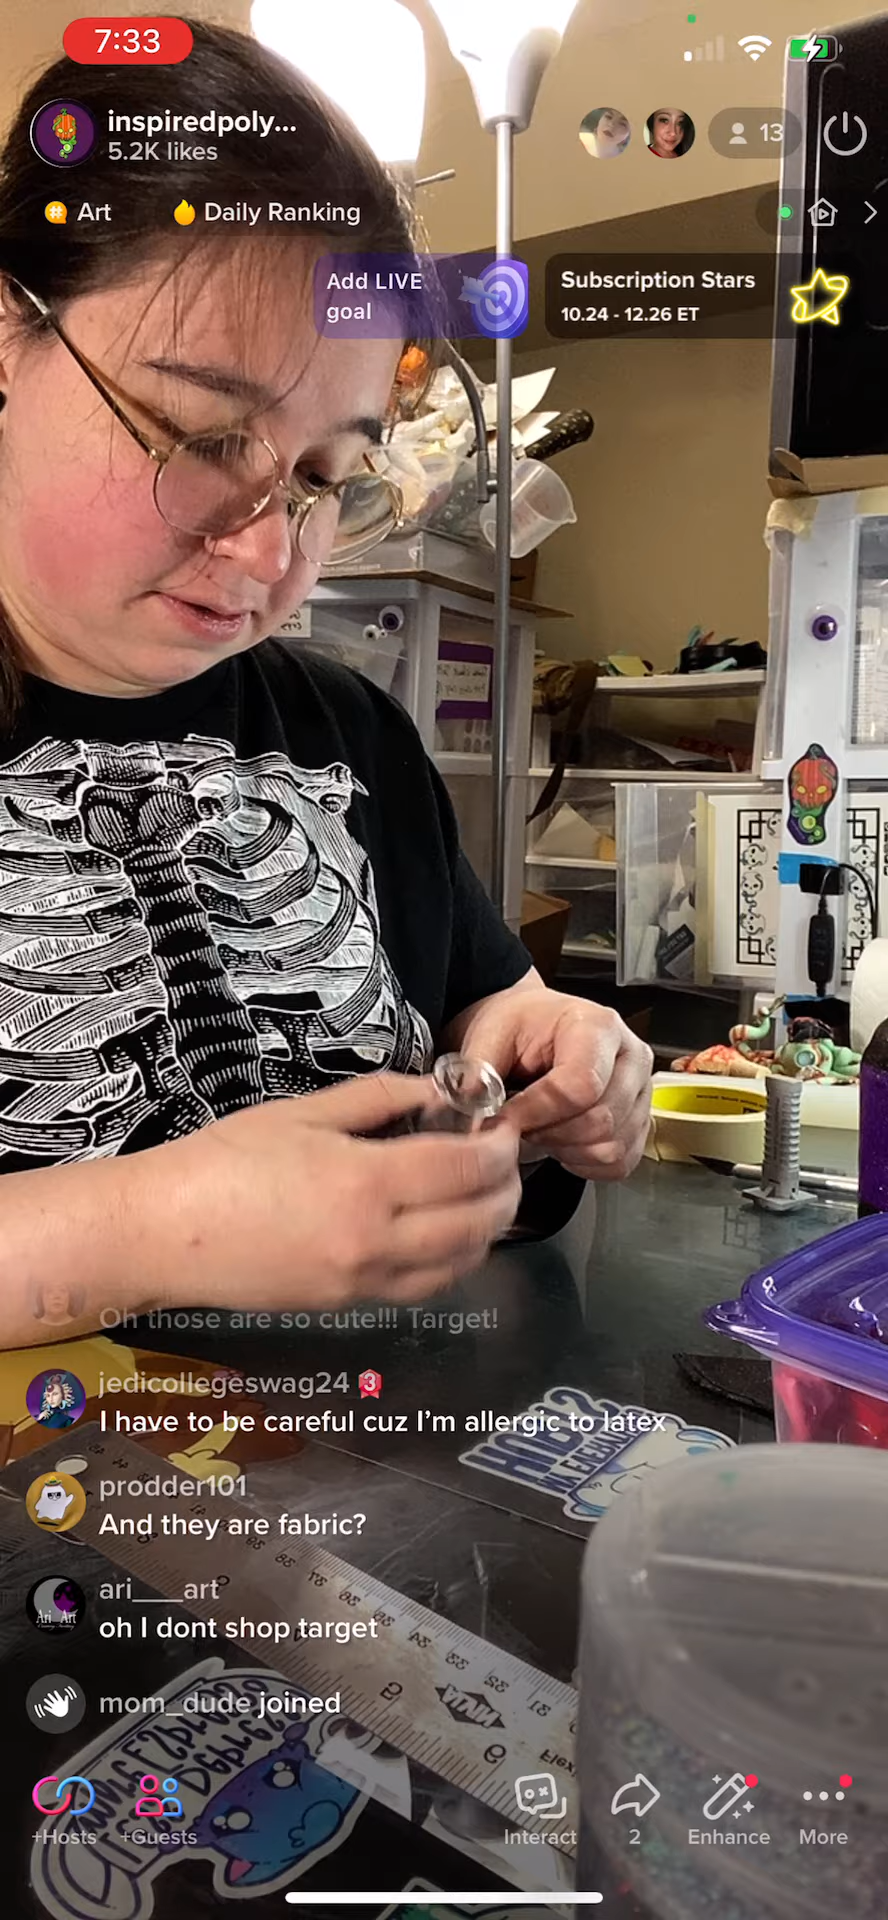 7:33
inspiredpoly...
5.2K likes
13
Art
Daily Ranking
Add LIVE
goal
Subscription Stars
10.24 - 12.26 ET
Oh those are so cute!!! Target!
jedicollegeswag24 3
I have to be careful cuz I'm allergic to latex
prodder101
And they are fabric?
ari___art
oh I dont shop target
mom_dude joined
+Hosts
+Guests
Interact
2
Enhance
More